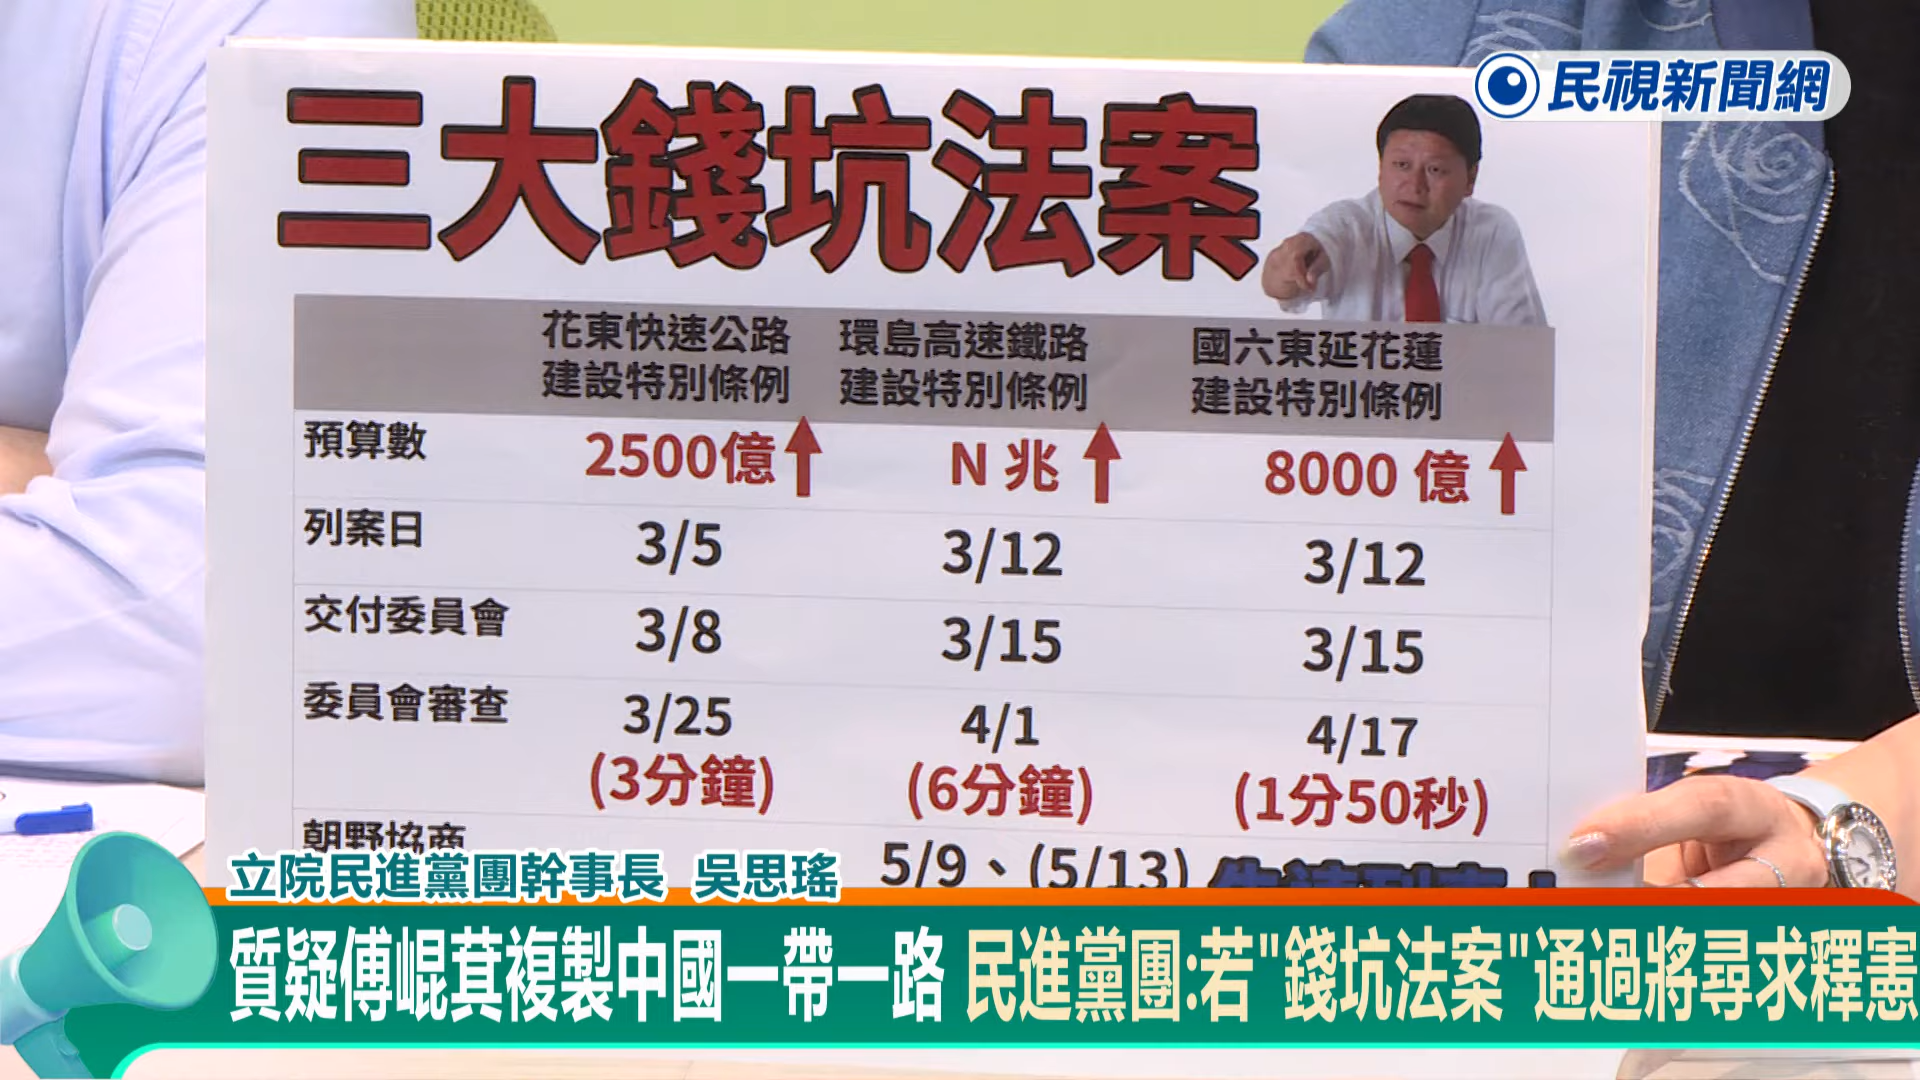 民視新聞網
三大錢坑法案
花東快速公路
建設特別條例
環島高速鐵路
建設特別條例
國六東延花蓮
建設特別條例
預算數 2500億 N 兆 8000 億
列案日 3/5 3/12 3/12
交付委員會 3/8 3/15 3/15
委員會審查 3/25 4/1 4/17
(3分鐘) (6分鐘) (1分50秒)
朝野協商 5/9、(5/13)
立院民進黨團幹事長 吳思瑤
質疑傅崐萁複製中國一帶一路 民進黨團:若"錢坑法案"通過將尋求釋憲